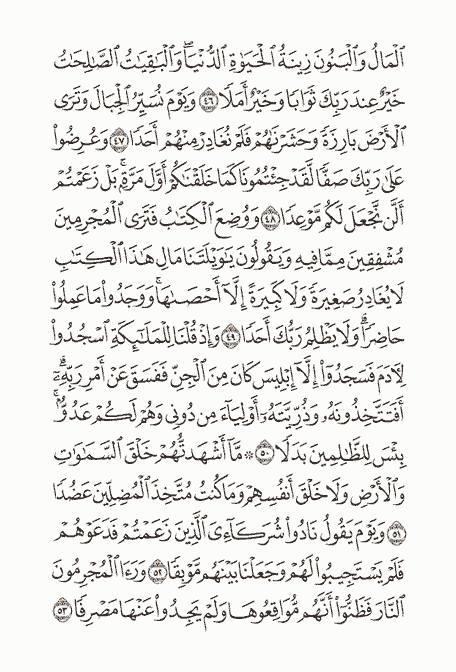 ٱلۡمَالُ وَٱلۡبَنُونَ زِينَةُ ٱلۡحَيَوٰةِ ٱلدُّنۡيَاۖ وَٱلۡبَٰقِيَٰتُ ٱلصَّٰلِحَٰتُ
خَيۡرٌ عِندَ رَبِّكَ ثَوَابٗا وَخَيۡرٌ أَمَلٗا ٤٦ وَيَوۡمَ نُسَيِّرُ ٱلۡجِبَالَ وَتَرَى
ٱلۡأَرۡضَ بَارِزَةٗ وَحَشَرۡنَٰهُمۡ فَلَمۡ نُغَادِرۡ مِنۡهُمۡ أَحَدٗا ٤٧ وَعُرِضُواْ
عَلَىٰ رَبِّكَ صَفّٗا لَّقَدۡ جِئۡتُمُونَا كَمَا خَلَقۡنَٰكُمۡ أَوَّلَ مَرَّةِۭۚ بَلۡ زَعَمۡتُمۡ
أَلَّن نَّجۡعَلَ لَكُم مَّوۡعِدٗا ٤٨ وَوُضِعَ ٱلۡكِتَٰبُ فَتَرَى ٱلۡمُجۡرِمِينَ
مُشۡفِقِينَ مِمَّا فِيهِ وَيَقُولُونَ يَٰوَيۡلَتَنَا مَالِ هَٰذَا ٱلۡكِتَٰبِ
لَا يُغَادِرُ صَغِيرَةٗ وَلَا كَبِيرَةً إِلَّآ أَحۡصَىٰهَاۚ وَوَجَدُواْ مَا عَمِلُواْ
حَاضِرٗاۗ وَلَا يَظۡلِمُ رَبُّكَ أَحَدٗا ٤٩ وَإِذۡ قُلۡنَا لِلۡمَلَٰٓئِكَةِ ٱسۡجُدُواْ
لِأٓدَمَ فَسَجَدُوٓاْ إِلَّآ إِبۡلِيسَ كَانَ مِنَ ٱلۡجِنِّ فَفَسَقَ عَنۡ أَمۡرِ رَبِّهِۦٓۗ
أَفَتَتَّخِذُونَهُۥ وَذُرِّيَّتَهُۥٓ أَوۡلِيَآءَ مِن دُونِي وَهُمۡ لَكُمۡ عَدُوُّۢۚ
بِئۡسَ لِلظَّٰلِمِينَ بَدَلٗا ٥٠ ۞ مَّآ أَشۡهَدتُّهُمۡ خَلۡقَ ٱلسَّمَٰوَٰتِ
وَٱلۡأَرۡضِ وَلَا خَلۡقَ أَنفُسِهِمۡ وَمَا كُنتُ مُتَّخِذَ ٱلۡمُضِلِّينَ عَضُدٗا
٥١ وَيَوۡمَ يَقُولُ نَادُواْ شُرَكَآءِيَ ٱلَّذِينَ زَعَمۡتُمۡ فَدَعَوۡهُمۡ
فَلَمۡ يَسۡتَجِيبُواْ لَهُمۡ وَجَعَلۡنَا بَيۡنَهُم مَّوۡبِقٗا ٥٢ وَرَءَا ٱلۡمُجۡرِمُونَ
ٱلنَّارَ فَظَنُّوٓاْ أَنَّهُم مُّوَاقِعُوهَا وَلَمۡ يَجِدُواْ عَنۡهَا مَصۡرِفٗا ٥٣